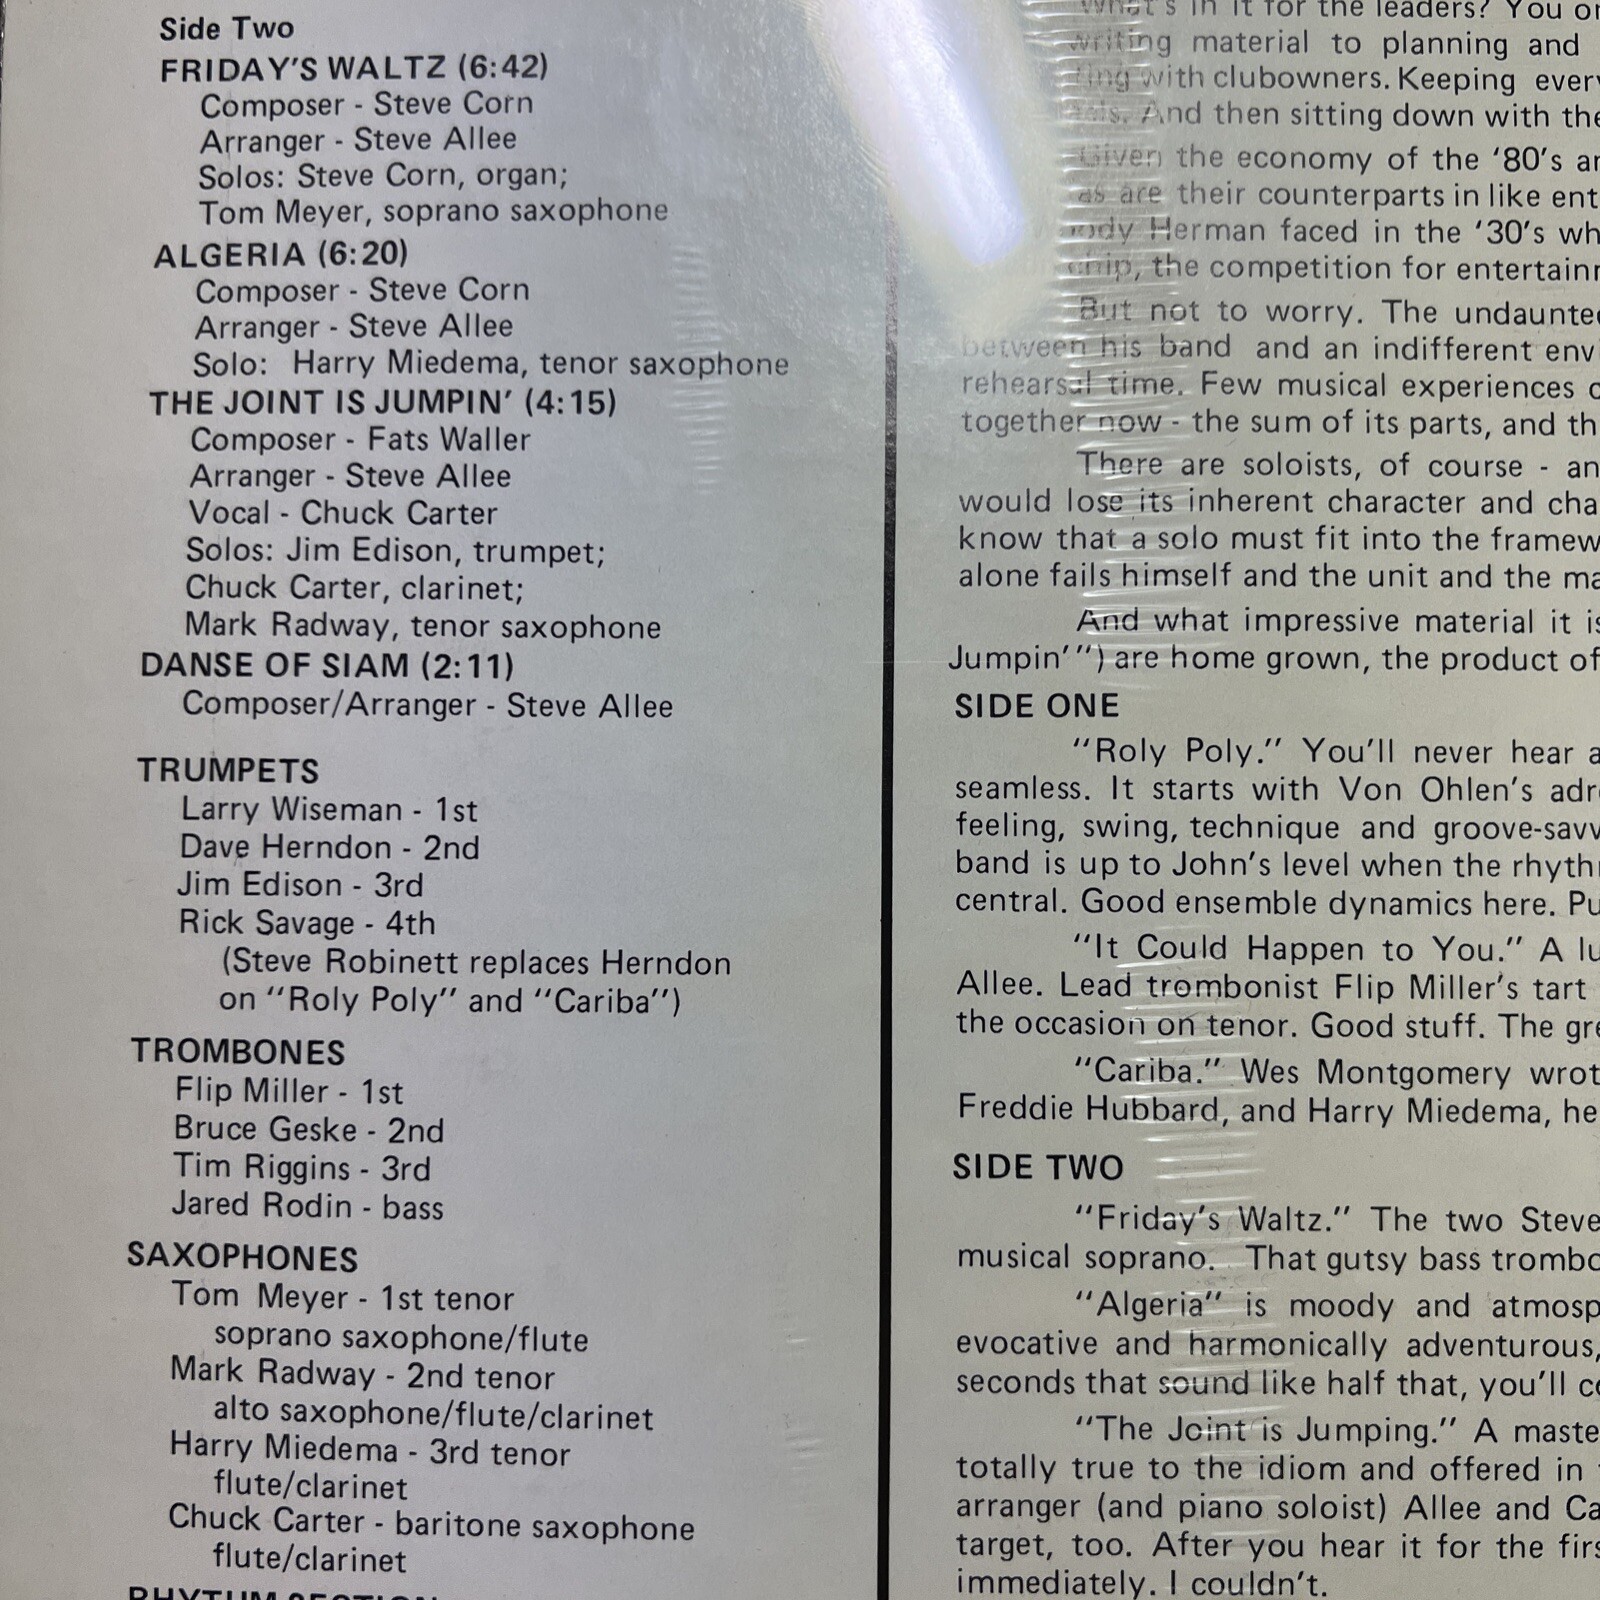 Side Two
FRIDAY'S WALTZ (6:42)
Composer - Steve Corn
Arranger - Steve Allee
Solos: Steve Corn, organ;
Tom Meyer, soprano saxophone
ALGERIA (6:20)
Composer - Steve Corn
Arranger - Steve Allee
Solo: Harry Miedema, tenor saxophone
THE JOINT IS JUMPIN' (4:15)
Composer - Fats Waller
Arranger - Steve Allee
Vocal - Chuck Carter
Solos: Jim Edison, trumpet;
Chuck Carter, clarinet;
Mark Radway, tenor saxophone
DANSE OF SIAM (2:11)
Composer/Arranger - Steve Allee
TRUMPETS
Larry Wiseman - 1st
Dave Herndon - 2nd
Jim Edison - 3rd
Rick Savage - 4th
(Steve Robinett replaces Herndon
on "Roly Poly" and "Cariba")
TROMBONES
Flip Miller - 1st
Bruce Geske - 2nd
Tim Riggins - 3rd
Jared Rodin - bass
SAXOPHONES
Tom Meyer - 1st tenor
soprano saxophone/flute
Mark Radway - 2nd tenor
alto saxophone/flute/clarinet
Harry Miedema - 3rd tenor
flute/clarinet
Chuck Carter - baritone saxophone
flute/clarinet
RHYTHM SECTION
What's in it for the leaders? You
writing material to planning and
with clubowners. Keeping
And then sitting down with the
Given the economy of the '80's
as are their counterparts in like
Herman faced in the '30's
chip, the competition for
But not to worry. The
between his band and an indifferent
rehearsal time. Few musical experiences
together now - the sum of its parts, and
There are soloists, of course -
would lose its inherent character and
know that a solo must fit into the
alone fails himself and the unit and the
And what impressive material it
Jumpin'") are home grown, the product of
SIDE ONE
"Roly Poly." You'll never hear
seamless. It starts with Von Ohlen's
feeling, swing, technique and
band is up to John's level when the
central. Good ensemble dynamics here.
"It Could Happen to You." A
Allee. Lead trombonist Flip Miller's tart
the occasion on tenor. Good stuff. The
"Cariba." Wes Montgomery
Freddie Hubbard, and Harry Miedema,
SIDE TWO
"Friday's Waltz." The two
musical soprano. That gutsy bass
"Algeria" is moody and
evocative and harmonically adventurous,
seconds that sound like half that, you'll
"The Joint is Jumping." A
totally true to the idiom and offered in
arranger (and piano soloist) Allee and
target, too. After you hear it for the
immediately. I couldn't.